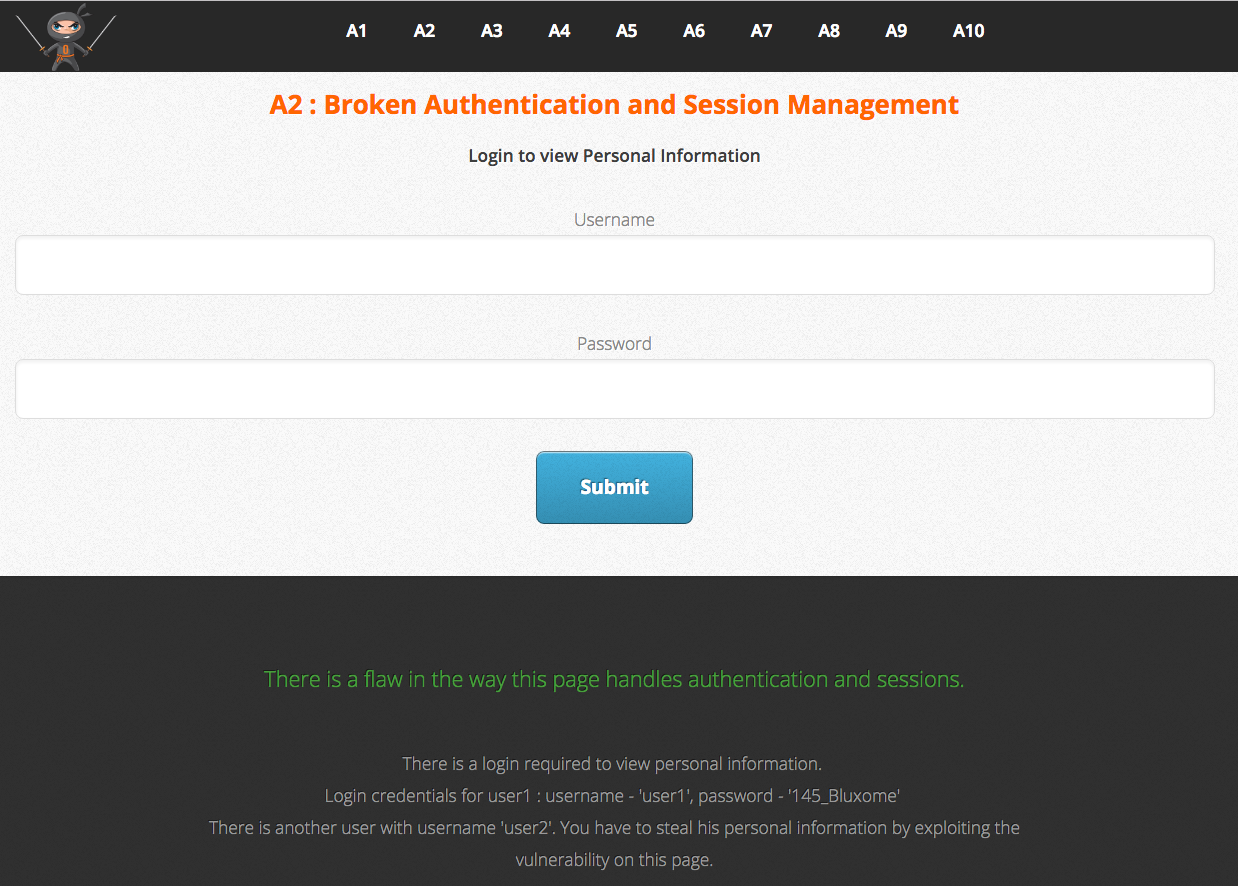 A1 A2 A3 A4 A5 A6 A7 A8 A9 A10
A2 : Broken Authentication and Session Management
Login to view Personal Information
Username
Password
Submit
There is a flaw in the way this page handles authentication and sessions.
There is a login required to view personal information.
Login credentials for user1 : username - 'user1', password - '145_Bluxome'
There is another user with username 'user2'. You have to steal his personal information by exploiting the
vulnerability on this page.